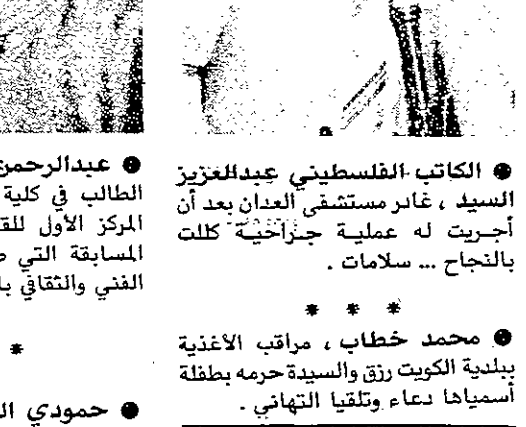 ● الكاتب الفلسطيني عبدالعزيز
السيد ، غادر مستشفى العدان بعد أن
أجريت له عملية جراحية كللت
بالنجاح ... سلامات .
* * *
● محمد خطاب ، مراقب الأغذية
ببلدية الكويت رزق والسيدة حرمه بطفلة
أسمياها دعاء وتلقيا التهاني .
● عبدالرحمن
الطالب في كلية
المركز الأول للقـ
المسابقة التي
الفني والثقافي با
*
● حمودي الـ